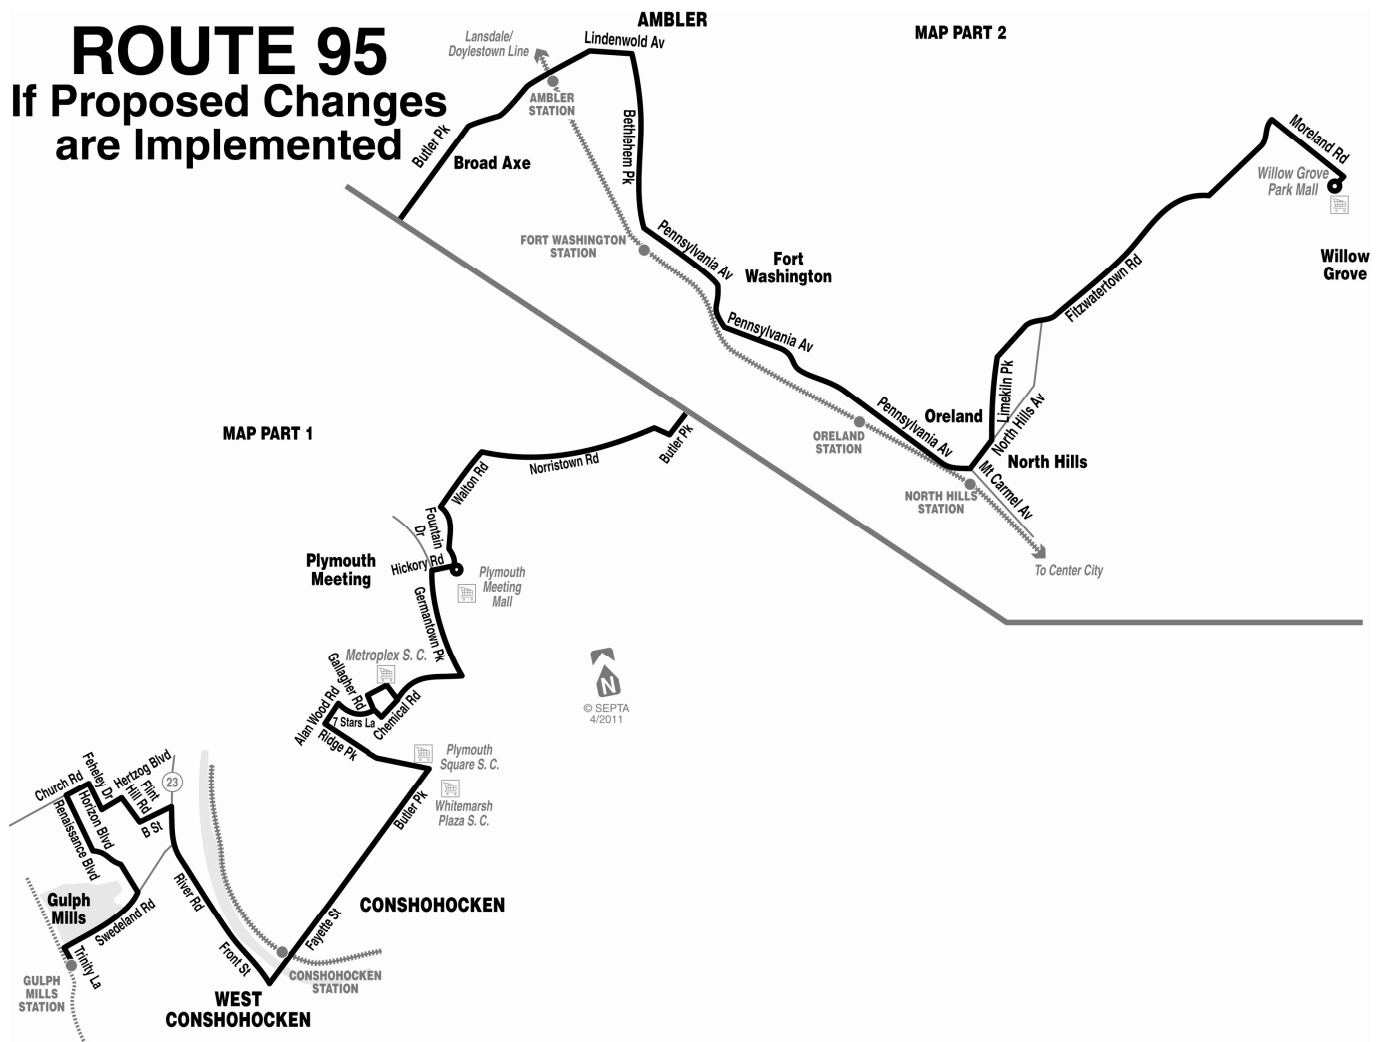 ROUTE 95
If Proposed Changes
are Implemented
AMBLER
MAP PART 2
Lansdale/
Doylestown Line
Lindenwold Av
AMBLER
STATION
Butler Pk
Broad Axe
Bethlehem Pk
Moreland Rd
Willow Grove
Park Mall
Willow
Grove
FORT WASHINGTON
STATION
Pennsylvania Av
Fort
Washington
Fitzwatertown Rd
Pennsylvania Av
Limekiln Pk
North Hills Av
Pennsylvania Av
Oreland
ORELAND
STATION
North Hills
Mt Carmel Av
NORTH HILLS
STATION
To Center City
MAP PART 1
Butler Pk
Norristown Rd
Walton Rd
Fountain
Dr
Hickory Rd
Plymouth
Meeting
Plymouth
Meeting
Mall
Germantown Pk
Metroplex S. C.
Gallagher Rd
Chemical Rd
Alan Wood Rd
7 Stars La
Ridge Pk
N
© SEPTA
4/2011
Plymouth
Square S. C.
Whitemarsh
Plaza S. C.
Butler Pk
Church Rd
Feheley Dr
Hertzog Blvd
Flint
Hill Rd
23
B St
Horizon Blvd
Renaissance Blvd
River Rd
Gulph
Mills
Swedeland Rd
Trinity La
GULPH
MILLS
STATION
Front St
Fayette St
CONSHOHOCKEN
CONSHOHOCKEN
STATION
WEST
CONSHOHOCKEN